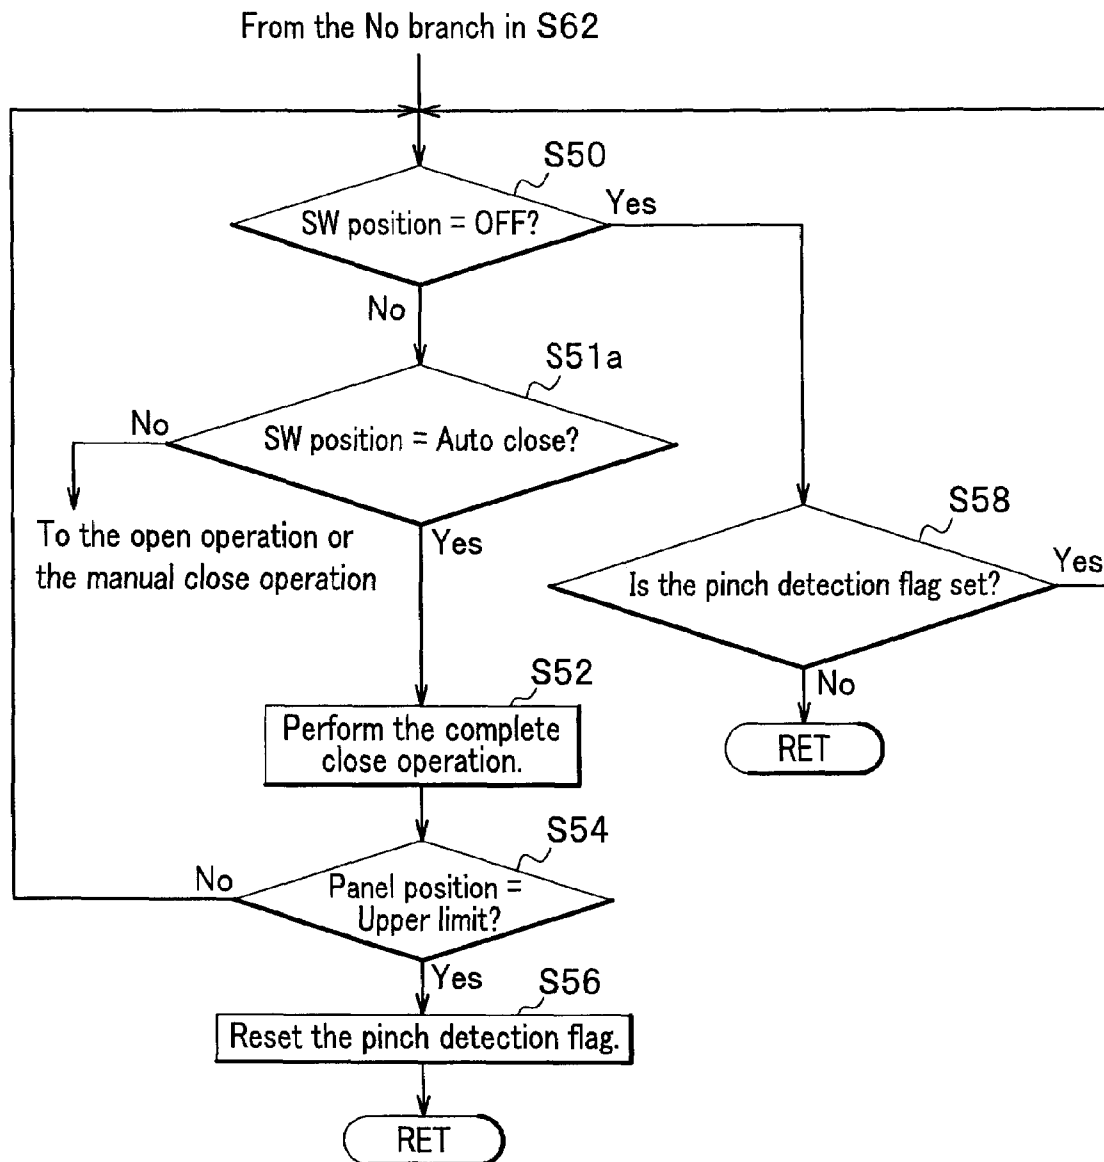 From the No branch in S62
S50
SW position = OFF?
Yes
No
S51a
No
SW position = Auto close?
To the open operation or
the manual close operation
Yes
S58
Is the pinch detection flag set?
Yes
No
RET
S52
Perform the complete
close operation.
S54
No
Panel position =
Upper limit?
Yes
S56
Reset the pinch detection flag.
RET